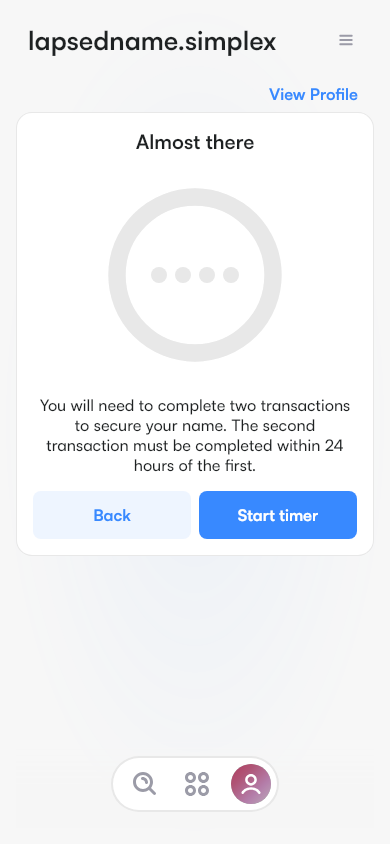 lapsedname.simplex
View Profile
Almost there
You will need to complete two transactions
to secure your name. The second
transaction must be completed within 24
hours of the first.
Back
Start timer